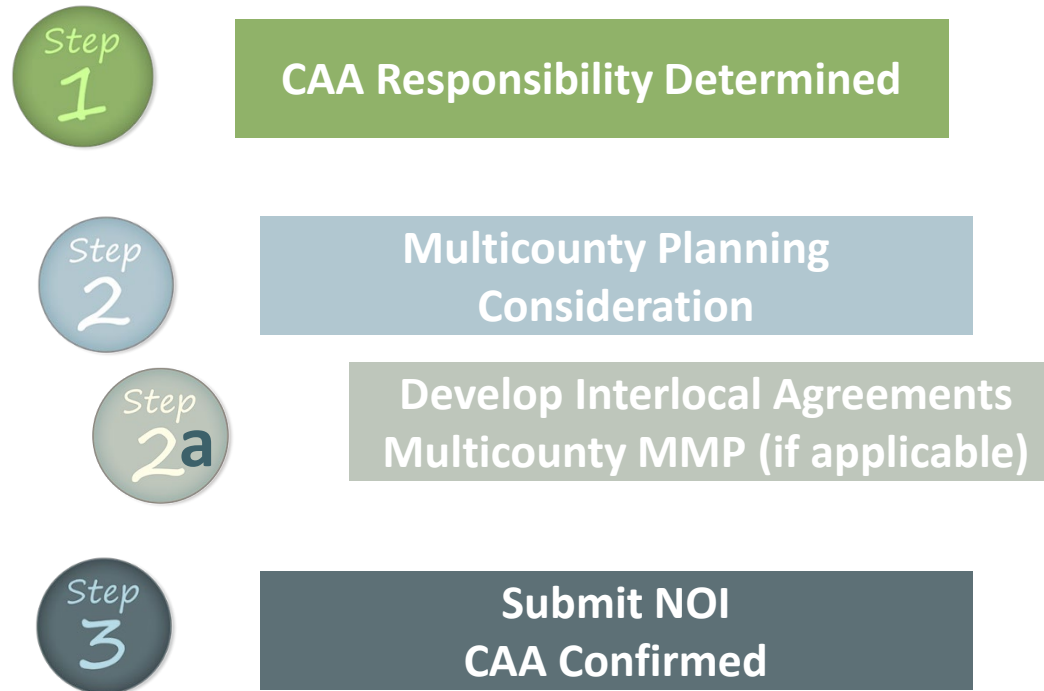 Step
1
CAA Responsibility Determined
Step
2
Multicounty Planning
Consideration
Step
2a
Develop Interlocal Agreements
Multicounty MMP (if applicable)
Step
3
Submit NOI
CAA Confirmed